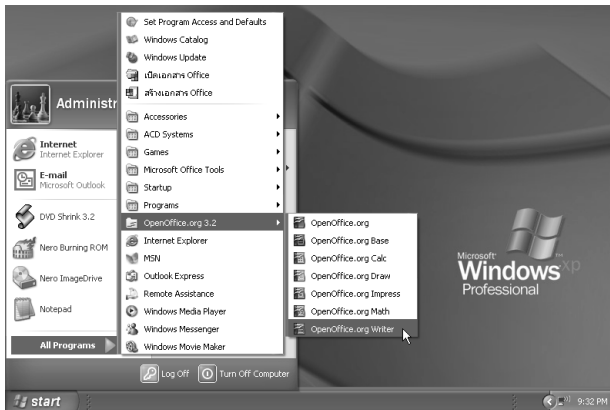 Set Program Access and Defaults
Windows Catalog
Windows Update
เปิดเอกสาร Office
สร้างเอกสาร Office
Accessories
ACD Systems
Games
Microsoft Office Tools
Startup
Programs
OpenOffice.org 3.2
Internet Explorer
MSN
Outlook Express
Remote Assistance
Windows Media Player
Windows Messenger
Windows Movie Maker
Administr
Internet
Internet Explorer
E-mail
Microsoft Outlook
DVD Shrink 3.2
Nero Burning ROM
Nero ImageDrive
Notepad
All Programs
OpenOffice.org
OpenOffice.org Base
OpenOffice.org Calc
OpenOffice.org Draw
OpenOffice.org Impress
OpenOffice.org Math
OpenOffice.org Writer
Microsoft
Windows xp
Professional
Log Off
Turn Off Computer
start
9:32 PM